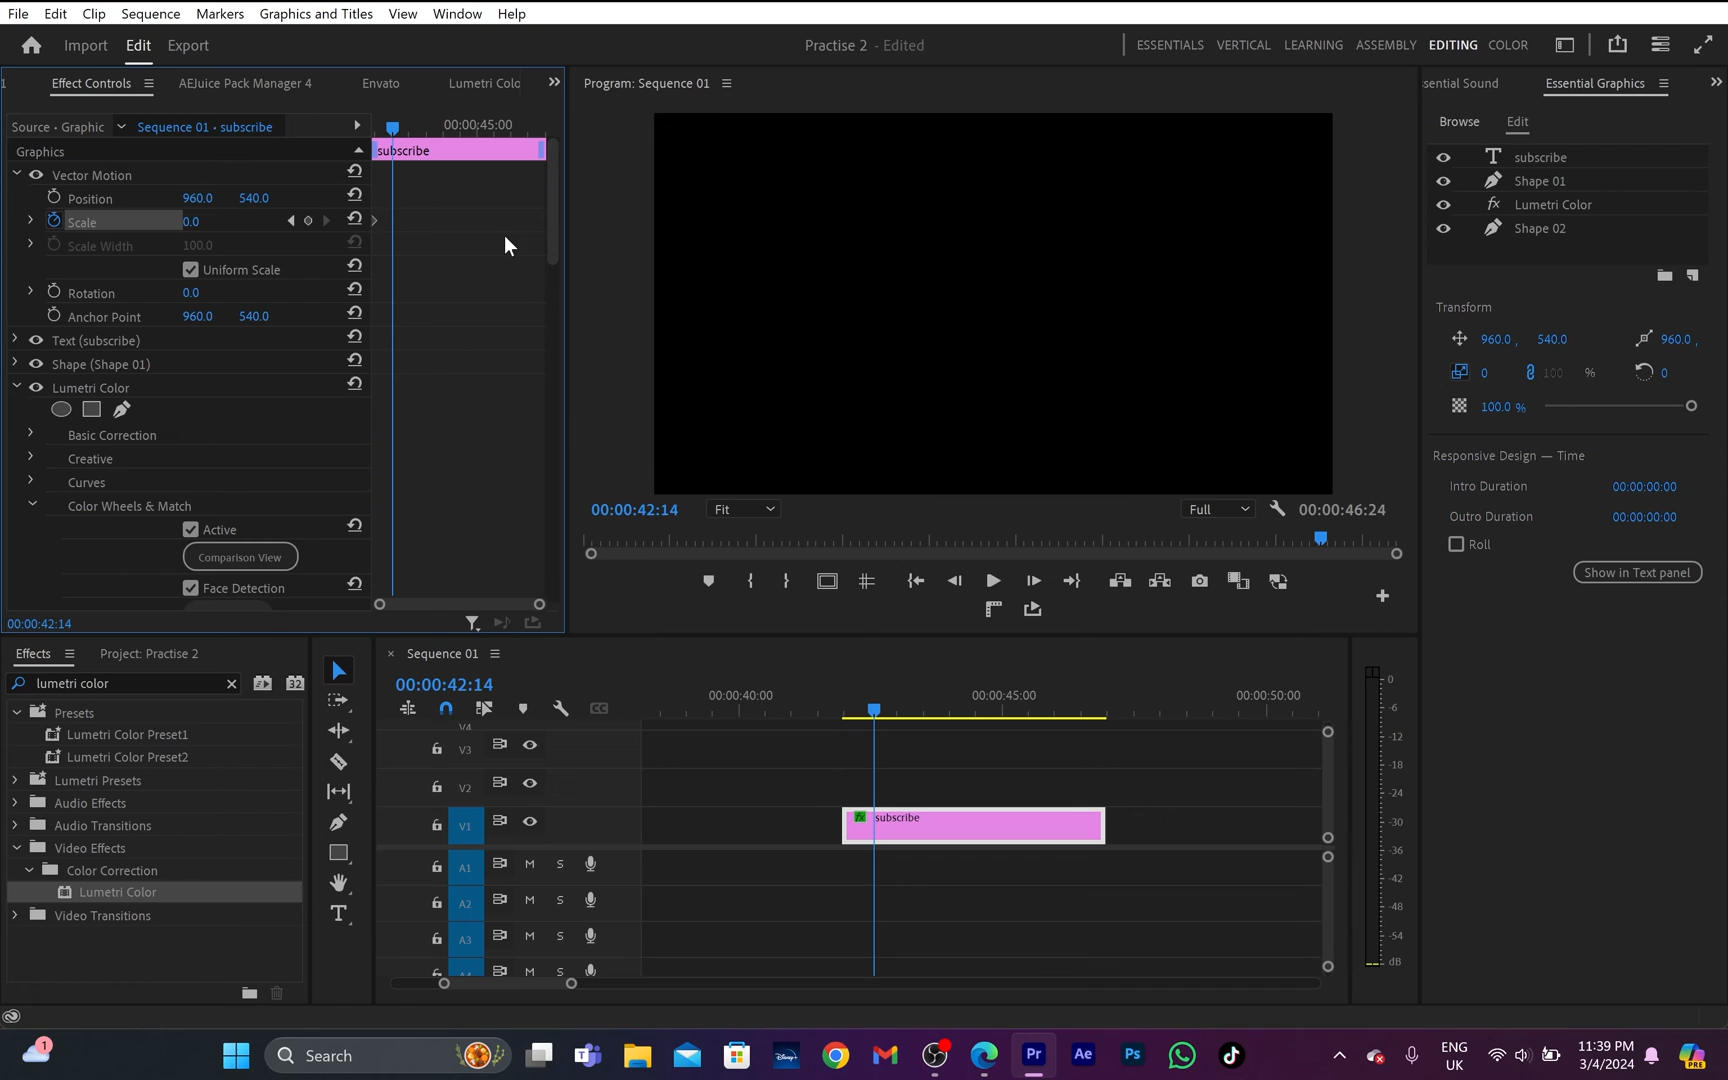 File Edit Clip Sequence Markers Graphics and Titles View Window Help
Import Edit Export
Practise 2 - Edited
ESSENTIALS VERTICAL LEARNING ASSEMBLY EDITING COLOR
1 Effect Controls AEJuice Pack Manager 4 Envato Lumetri Colo
Program: Sequence 01
sential Sound Essential Graphics
Source • Graphic Sequence 01 • subscribe 00:00:45:00
Browse Edit
Graphics
subscribe
Vector Motion
Position 960.0 540.0
Scale 0.0
Scale Width 100.0
Uniform Scale
Rotation 0.0
Anchor Point 960.0 540.0
Text (subscribe)
Shape (Shape 01)
Lumetri Color
Basic Correction
Creative
Curves
Color Wheels & Match
Active
Comparison View
Face Detection
00:00:42:14
00:00:42:14 Fit Full 00:00:46:24
subscribe
Shape 01
Lumetri Color
Shape 02
Transform
960.0 , 540.0 960.0 ,
0 100 % 0
100.0 %
Responsive Design — Time
Intro Duration 00:00:00:00
Outro Duration 00:00:00:00
Roll
Show in Text panel
Effects Project: Practise 2
lumetri color 32
Presets
Lumetri Color Preset1
Lumetri Color Preset2
Lumetri Presets
Audio Effects
Audio Transitions
Video Effects
Color Correction
Lumetri Color
Video Transitions
× Sequence 01
00:00:42:14
00:00:40:00 00:00:45:00 00:00:50:00
V4
V3
V2
V1 fx subscribe
A1 M S
A2 M S
A3 M S
A4 M S
0
-6
-12
-18
-24
-30
-36
-42
-48
-54
dB
1 Search Pr Ae Ps
ENG
UK
11:39 PM
3/4/2024
PRE